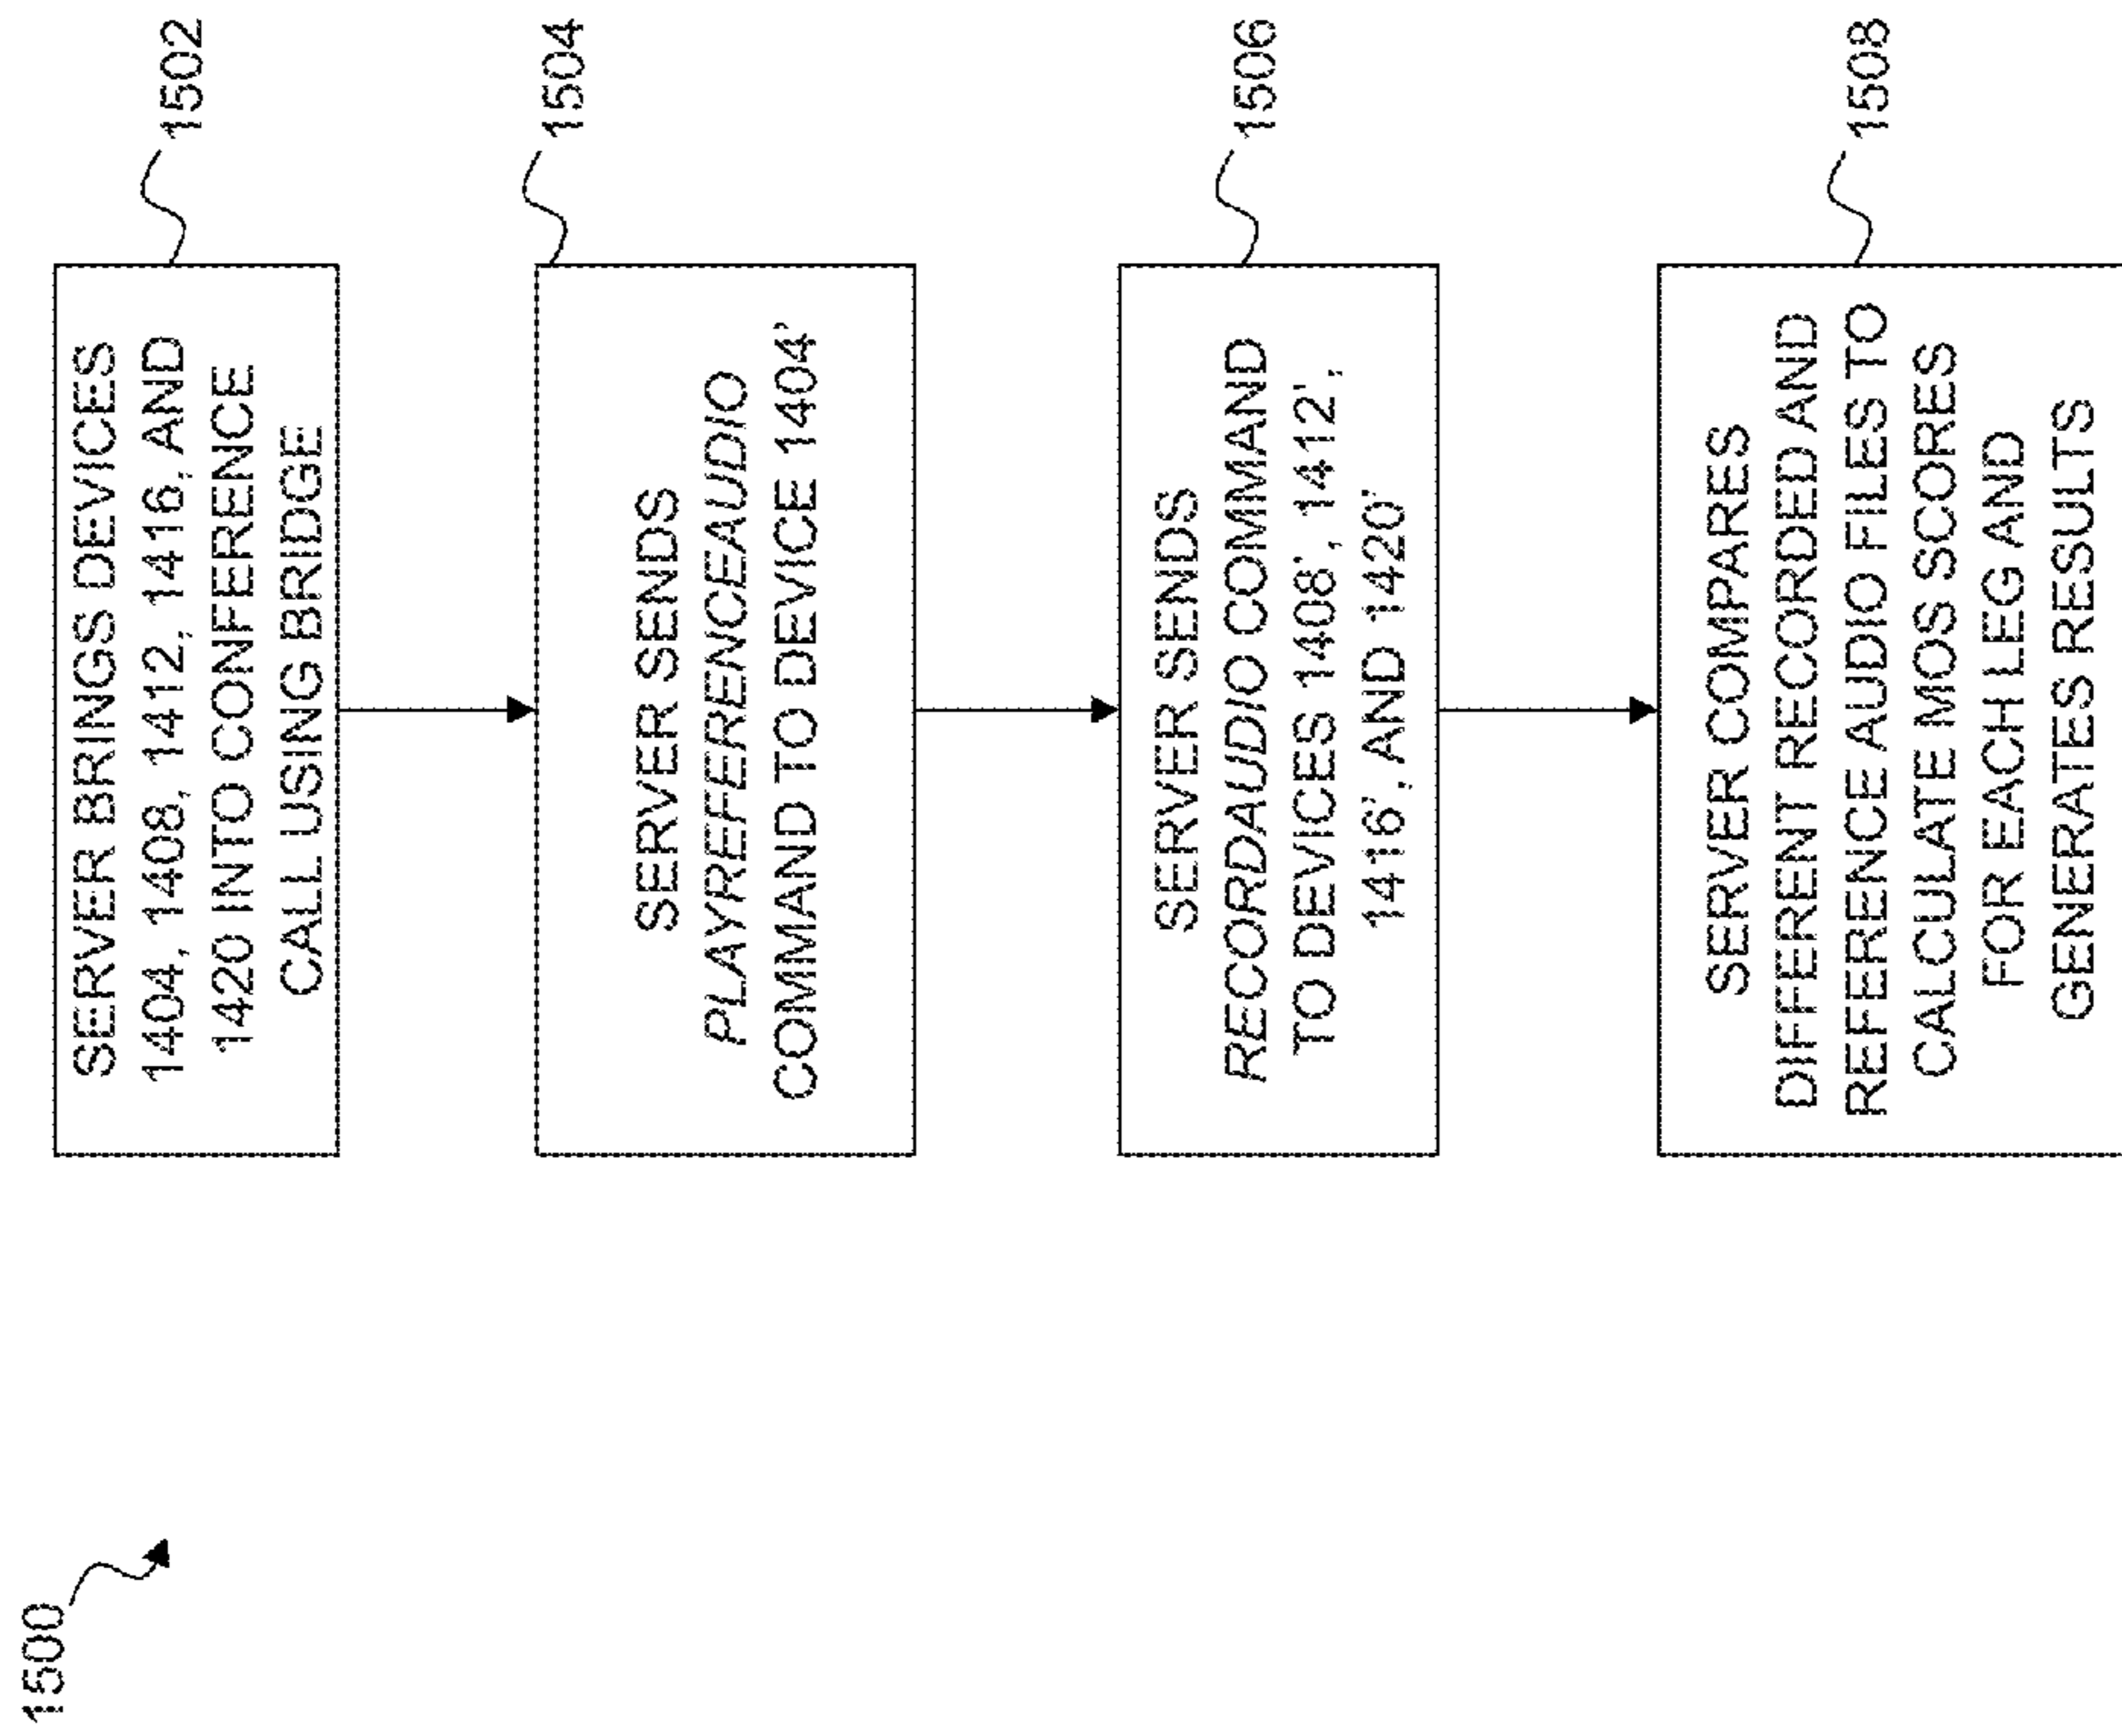 1500
SERVER BRINGS DEVICES
1404, 1408, 1412, 1416, AND
1420 INTO CONFERENCE
CALL USING BRIDGE
1502
SERVER SENDS
PLAYREFERENCEAUDIO
COMMAND TO DEVICE 1404'
1504
SERVER SENDS
RECORDAUDIO COMMAND
TO DEVICES 1408', 1412',
1416', AND 1420'
1506
SERVER COMPARES
DIFFERENT RECORDED AND
REFERENCE AUDIO FILES TO
CALCULATE MOS SCORES
FOR EACH LEG AND
GENERATES RESULTS
1508